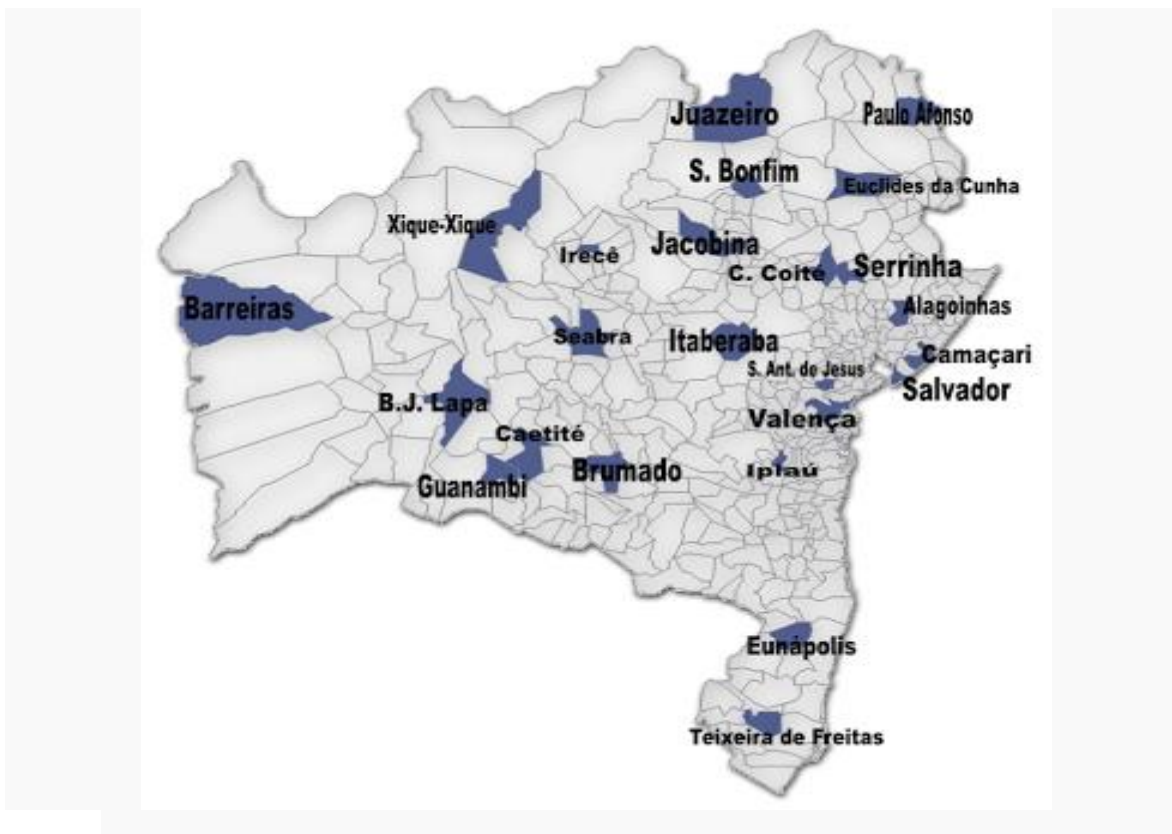 Juazeiro
Paulo Afonso
S. Bonfim
Euclides da Cunha
Xique-Xique
Jacobina
Irecê
C. Coité
Serrinha
Barreiras
Alagoinhas
Seabra
Itaberaba
Camaçari
S. Ant. de Jesus
Salvador
B.J. Lapa
Valença
Caetité
Brumado
Ipiaú
Guanambi
Eunápolis
Teixeira de Freitas